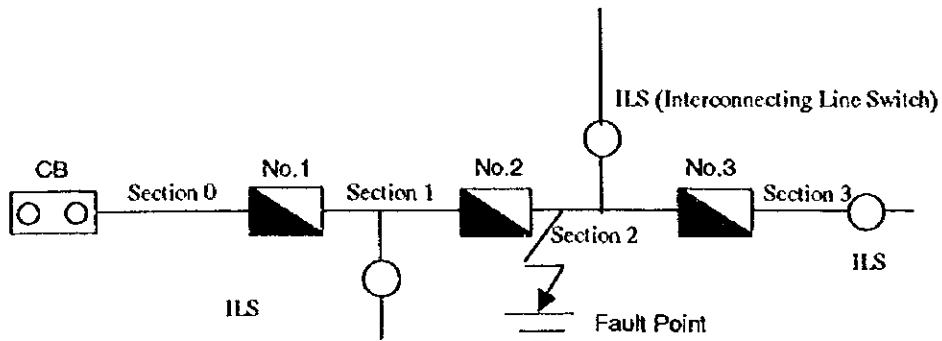 ILS (Interconnecting Line Switch)
CB
Section 0
No.1
Section 1
No.2
Section 2
No.3
Section 3
ILS
ILS
Fault Point